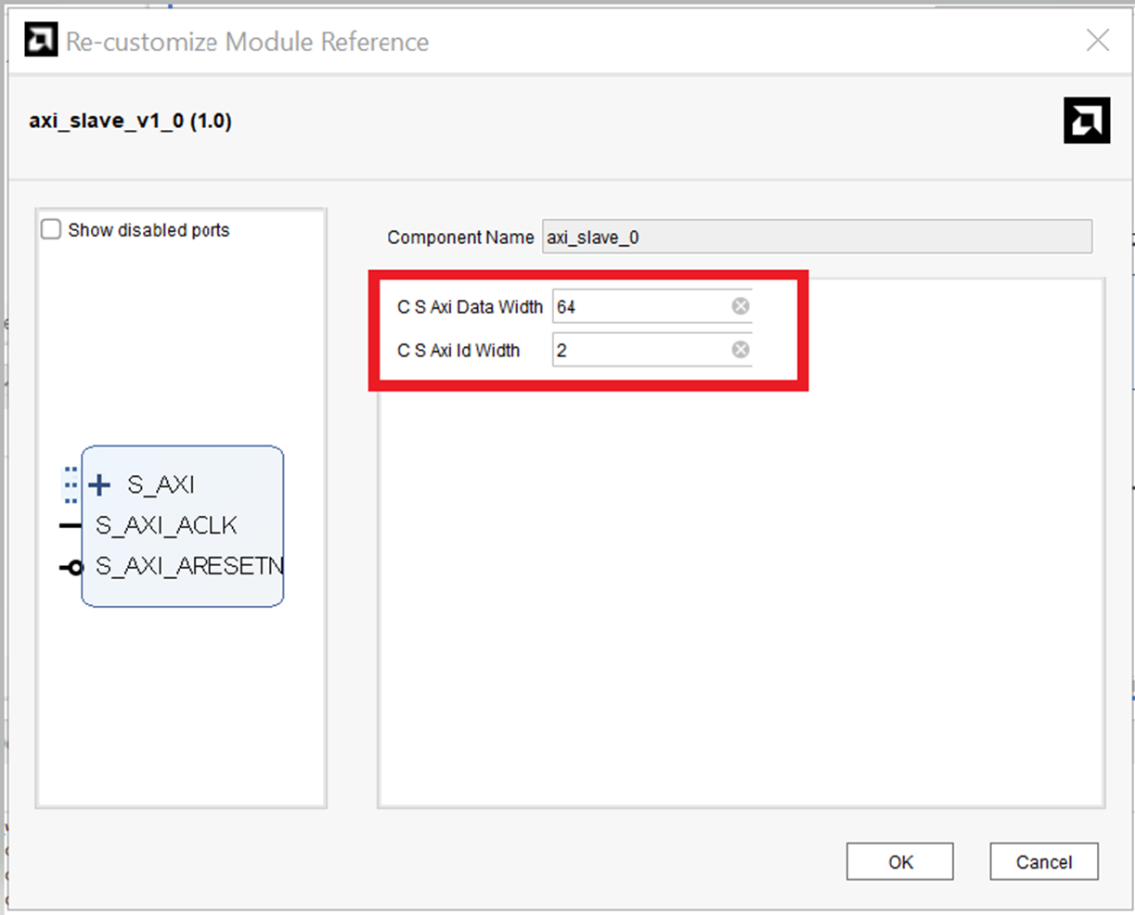 Re-customize Module Reference
axi_slave_v1_0 (1.0)
Show disabled ports
Component Name axi_slave_0
C S Axi Data Width 64
C S Axi Id Width 2
S_AXI
S_AXI_ACLK
S_AXI_ARESETN
OK Cancel